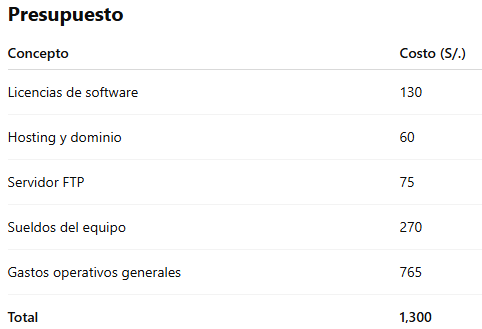 Presupuesto
Concepto Costo (S/.)
Licencias de software 130
Hosting y dominio 60
Servidor FTP 75
Sueldos del equipo 270
Gastos operativos generales 765
Total 1,300